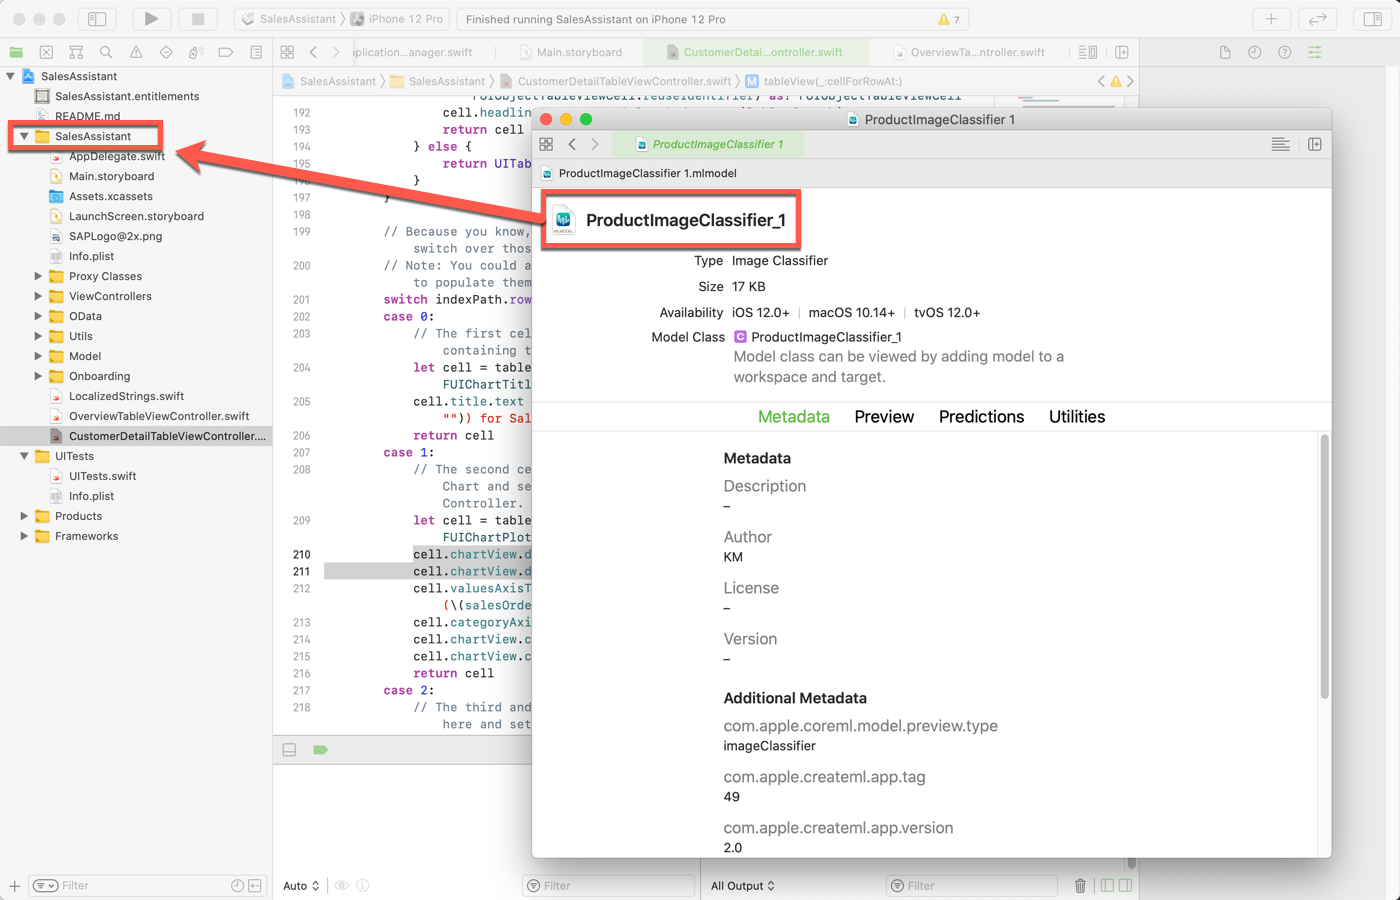 SalesAssistant
iPhone 12 Pro
Finished running SalesAssistant on iPhone 12 Pro
7
plication...anager.swift
Main.storyboard
CustomerDetai...ontroller.swift
OverviewTa...ntroller.swift
SalesAssistant
SalesAssistant
CustomerDetailTableViewController.swift
M
tableView(_:cellForRowAt:)
SalesAssistant
SalesAssistant.entitlements
README.md
SalesAssistant
AppDelegate.swift
Main.storyboard
Assets.xcassets
LaunchScreen.storyboard
SAPLogo@2x.png
Info.plist
Proxy Classes
ViewControllers
OData
Utils
Model
Onboarding
LocalizedStrings.swift
OverviewTableViewController.swift
CustomerDetailTableViewController....
UITests
UITests.swift
Info.plist
Products
Frameworks
Filter
FUIObjectTableViewCell.reuseIdentifier) as! FUIObjectTableViewCell
192 cell.headlin
193 return cell
194 } else {
195 return UITab
196 }
197 }
198
199 // Because you know,
switch over thos
200 // Note: You could a
to populate them
201 switch indexPath.row
202 case 0:
203 // The first cel
containing t
204 let cell = table
FUIChartTitl
205 cell.title.text
"")) for Sal
206 return cell
207 case 1:
208 // The second ce
Chart and se
Controller.
209 let cell = table
FUIChartPlot
210 cell.chartView.d
211 cell.chartView.d
212 cell.valuesAxisT
(\(salesOrde
213 cell.categoryAxi
214 cell.chartView.c
215 cell.chartView.c
216 return cell
217 case 2:
218 // The third and
here and set
Auto
Filter
All Output
Filter
ProductImageClassifier 1
ProductImageClassifier 1
ProductImageClassifier 1.mlmodel
MLMODEL
ProductImageClassifier_1
Type Image Classifier
Size 17 KB
Availability iOS 12.0+ | macOS 10.14+ | tvOS 12.0+
Model Class C ProductImageClassifier_1
Model class can be viewed by adding model to a
workspace and target.
Metadata Preview Predictions Utilities
Metadata
Description
–
Author
KM
License
–
Version
–
Additional Metadata
com.apple.coreml.model.preview.type
imageClassifier
com.apple.createml.app.tag
49
com.apple.createml.app.version
2.0